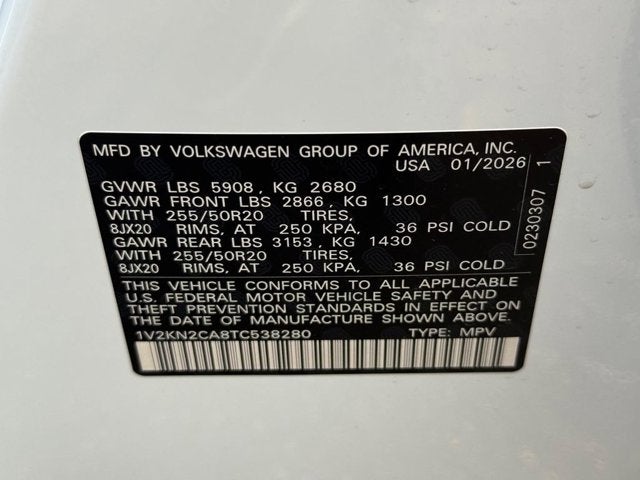 MFD BY VOLKSWAGEN GROUP OF AMERICA, INC.
USA 01/2026
GVWR LBS 5908, KG 2680
GAWR FRONT LBS 2866, KG 1300
WITH 255/50R20 TIRES,
8JX20 RIMS, AT 250 KPA, 36 PSI COLD
GAWR REAR LBS 3153, KG 1430
WITH 255/50R20 TIRES,
8JX20 RIMS, AT 250 KPA, 36 PSI COLD
THIS VEHICLE CONFORMS TO ALL APPLICABLE
U.S. FEDERAL MOTOR VEHICLE SAFETY AND
THEFT PREVENTION STANDARDS IN EFFECT ON
THE DATE OF MANUFACTURE SHOWN ABOVE.
1V2KN2CA8TC538280 TYPE: MPV
0230307 1